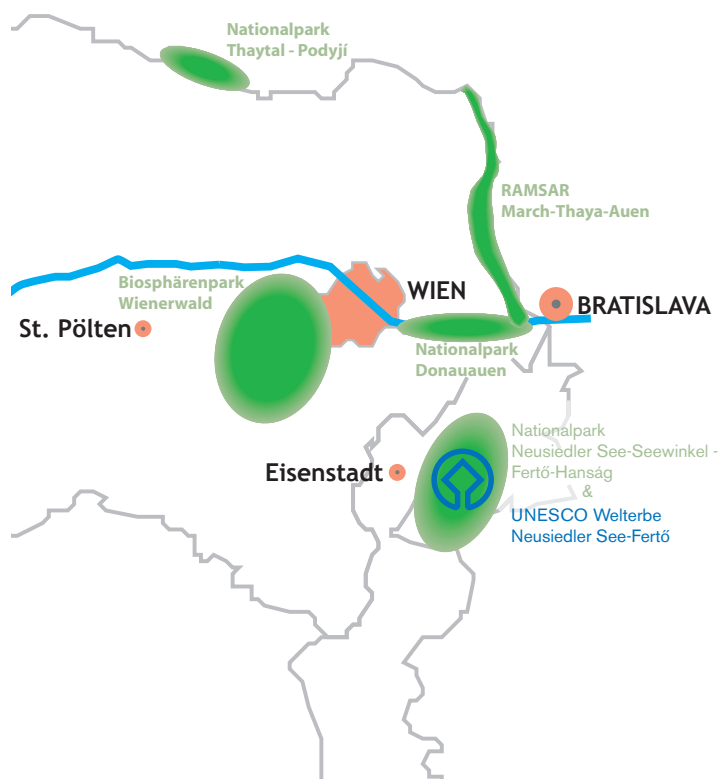 Nationalpark
Thaytal - Podyjí
RAMSAR
March-Thaya-Auen
Biosphärenpark
Wienerwald
WIEN
BRATISLAVA
St. Pölten
Nationalpark
Donauauen
Nationalpark
Neusiedler See-Seewinkel -
Fertő-Hanság
&
Eisenstadt
UNESCO Welterbe
Neusiedler See-Fertő